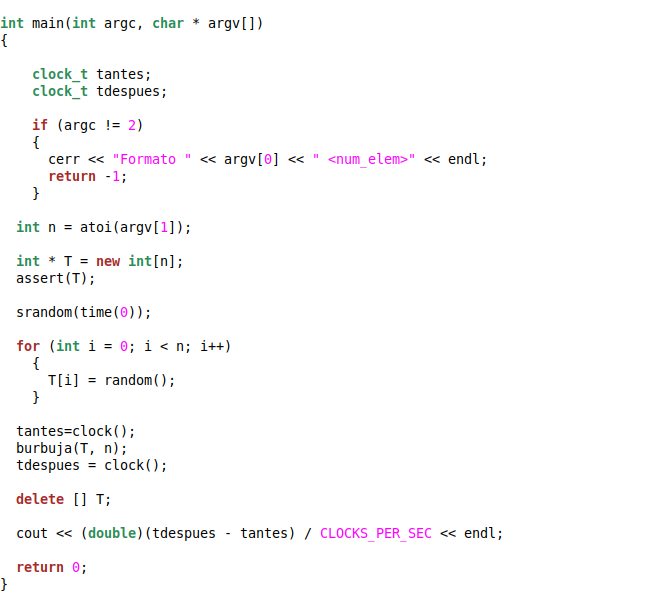 int main(int argc, char * argv[])
{
clock_t tantes;
clock_t tdespues;
if (argc != 2)
{
cerr << "Formato " << argv[0] << " <num_elem>" << endl;
return -1;
}
int n = atoi(argv[1]);
int * T = new int[n];
assert(T);
srandom(time(0));
for (int i = 0; i < n; i++)
{
T[i] = random();
}
tantes=clock();
burbuja(T, n);
tdespues = clock();
delete [] T;
cout << (double)(tdespues - tantes) / CLOCKS_PER_SEC << endl;
return 0;
}